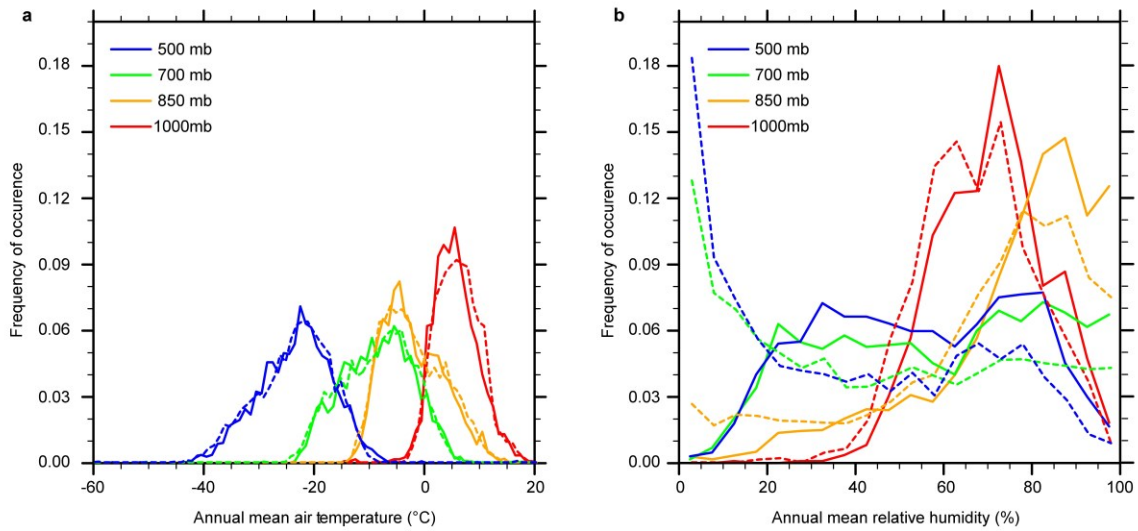 a
500 mb
700 mb
850 mb
1000mb
Frequency of occurence
0.18
0.15
0.12
0.09
0.06
0.03
0.00
-60
-40
-20
0
20
Annual mean air temperature (°C)
b
500 mb
700 mb
850 mb
1000mb
Frequency of occurence
0.18
0.15
0.12
0.09
0.06
0.03
0.00
0
20
40
60
80
100
Annual mean relative humidity (%)